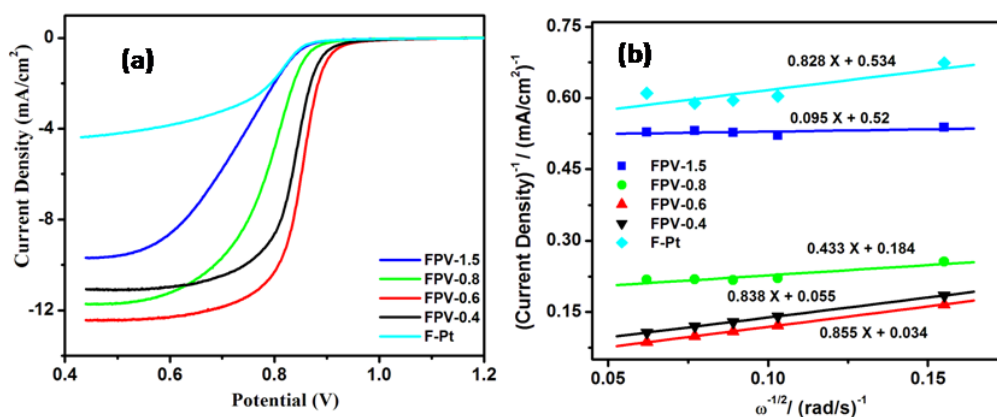 (a)
0
-4
-8
-12
Current Density (mA/cm²)
0.4 0.6 0.8 1.0 1.2
Potential (V)
FPV-1.5
FPV-0.8
FPV-0.6
FPV-0.4
F-Pt
(b)
0.75
0.60
0.45
0.30
0.15
(Current Density)⁻¹/ (mA/cm²)⁻¹
0.828 X + 0.534
0.095 X + 0.52
FPV-1.5
FPV-0.8
FPV-0.6
FPV-0.4
F-Pt
0.433 X + 0.184
0.838 X + 0.055
0.855 X + 0.034
0.05 0.10 0.15
ω⁻¹/²/ (rad/s)⁻¹